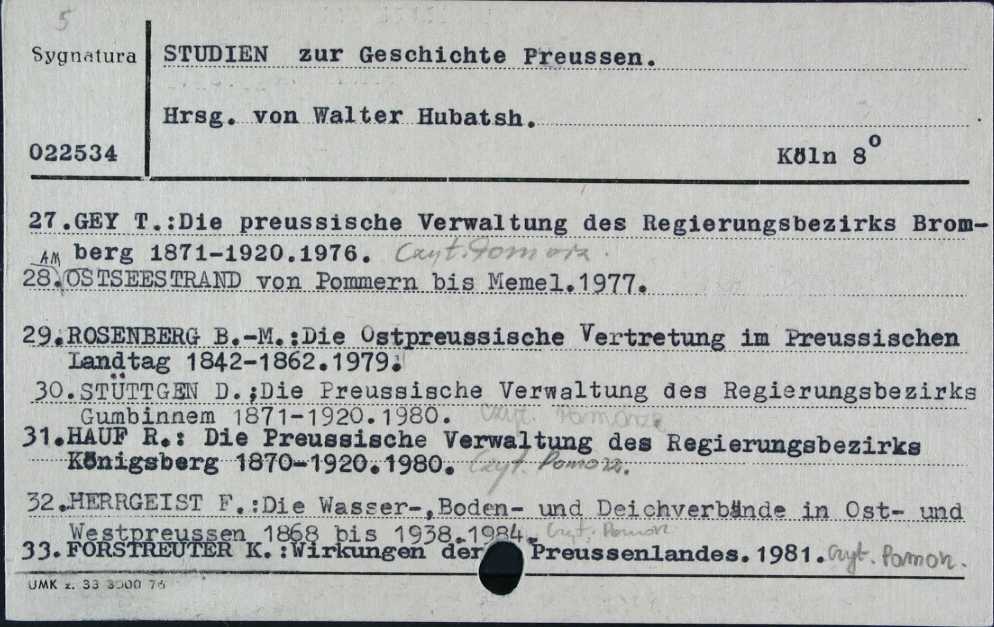 5
Sygnatura
STUDIEN zur Geschichte Preussen.
Hrsg. von Walter Hubatsh.
022534
Köln 8°
27.GEY T.:Die preussische Verwaltung des Regierungsbezirks Brom-
berg 1871-1920.1976. Czyt. Pomorz.
AM
28.OSTSEESTRAND von Pommern bis Memel.1977.
29.ROSENBERG B.-M.:Die Ostpreussische Vertretung im Preussischen
Landtag 1842-1862.1979.
30.STÜTTGEN D.:Die Preussische Verwaltung des Regierungsbezirks
Gumbinnem 1871-1920.1980. Czyt. Pomorz.
31.HAUF R.: Die Preussische Verwaltung des Regierungsbezirks
Königsberg 1870-1920.1980. Czyt. Pomorz.
32.HERRGEIST F.:Die Wasser-,Boden- und Deichverbände in Ost- und
Westpreussen 1868 bis 1938.1984. Czyt. Pomorz
33.FORSTREUTER K.:Wirkungen der Preussenlandes.1981. Czyt. Pomorz.
UMK z. 33 3000 76